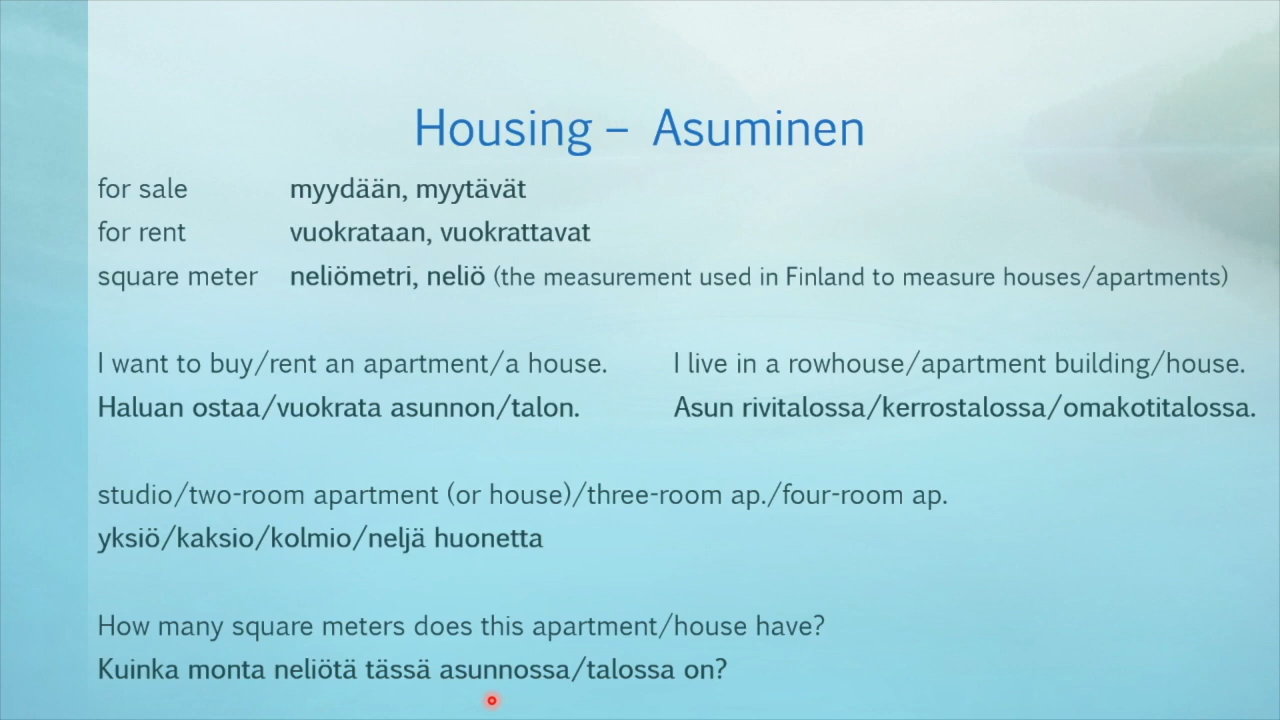 Housing – Asuminen
for sale myydään, myytävät
for rent vuokrataan, vuokrattavat
square meter neliömetri, neliö (the measurement used in Finland to measure houses/apartments)
I want to buy/rent an apartment/a house. I live in a rowhouse/apartment building/house.
Haluan ostaa/vuokrata asunnon/talon. Asun rivitalossa/kerrostalossa/omakotitalossa.
studio/two-room apartment (or house)/three-room ap./four-room ap.
yksiö/kaksio/kolmio/neljä huonetta
How many square meters does this apartment/house have?
Kuinka monta neliötä tässä asunnossa/talossa on?